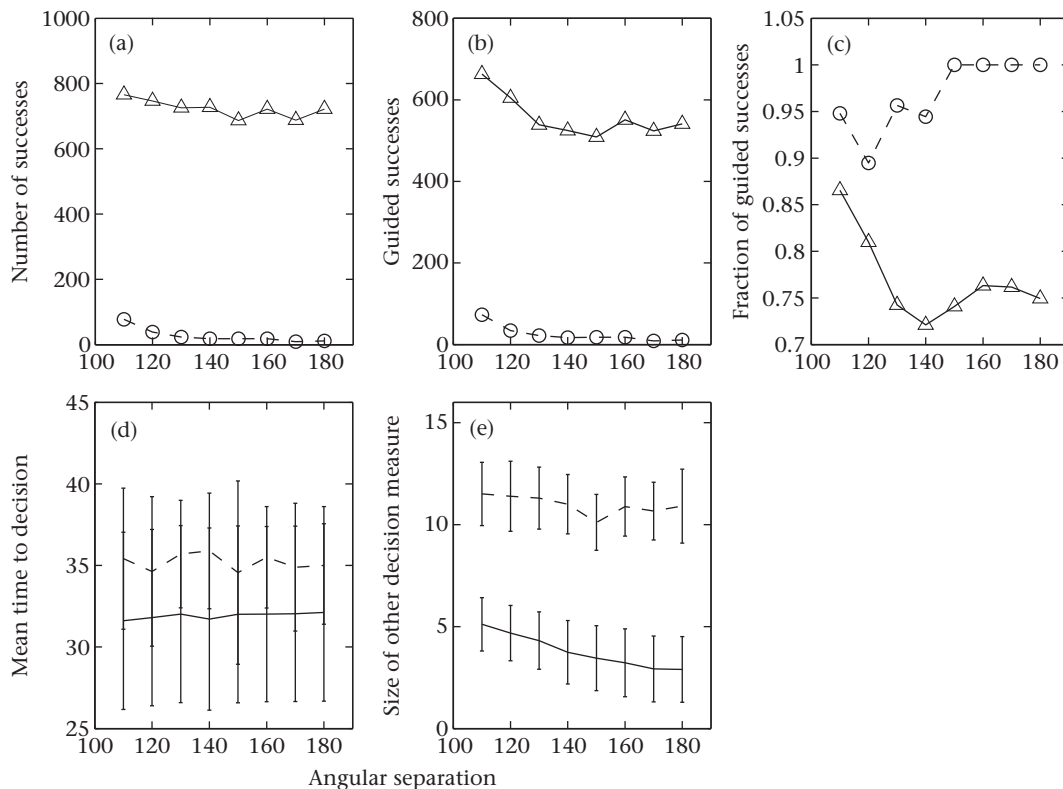 (a)
Number of successes
1000
800
600
400
200
0
100 120 140 160 180
(b)
Guided successes
800
600
400
200
0
100 120 140 160 180
(c)
Fraction of guided successes
1.05
1
0.95
0.9
0.85
0.8
0.75
0.7
100 120 140 160 180
(d)
Mean time to decision
45
40
35
30
25
100 120 140 160 180
(e)
Size of other decision measure
15
10
5
0
100 120 140 160 180
Angular separation